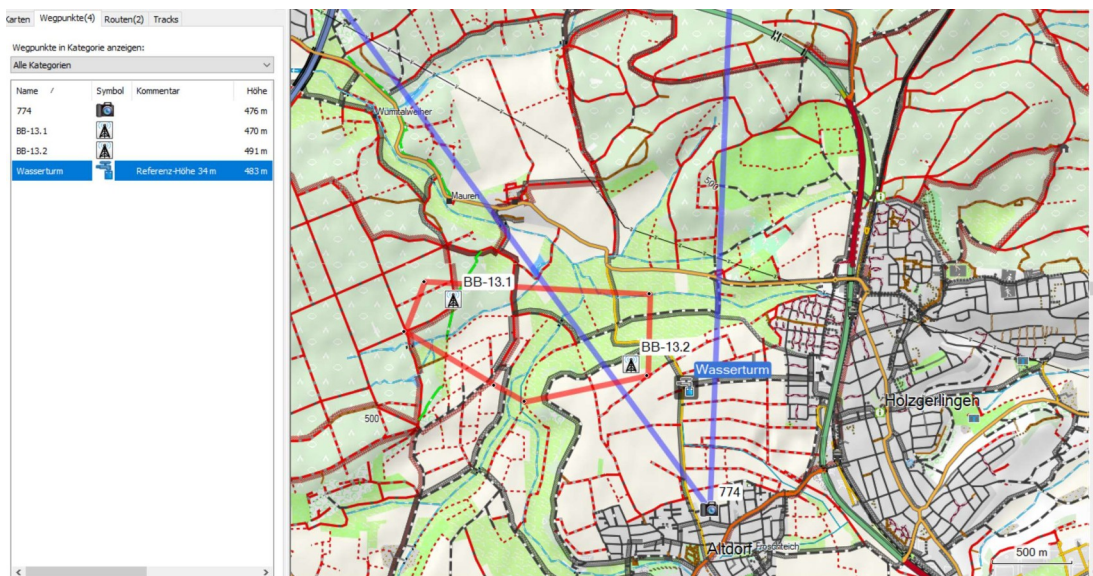 Karten Wegpunkte(4) Routen(2) Tracks
Wegpunkte in Kategorie anzeigen:
Alle Kategorien
Name / Symbol Kommentar Höhe
774 476 m
BB-13.1 470 m
BB-13.2 491 m
Wasserturm Referenz-Höhe 34 m 483 m
Würmtalweiher
500
Mauren
BB-13.1
BB-13.2
Wasserturm
Holzgerlingen
500
774
Altdorf Froschteich
500 m